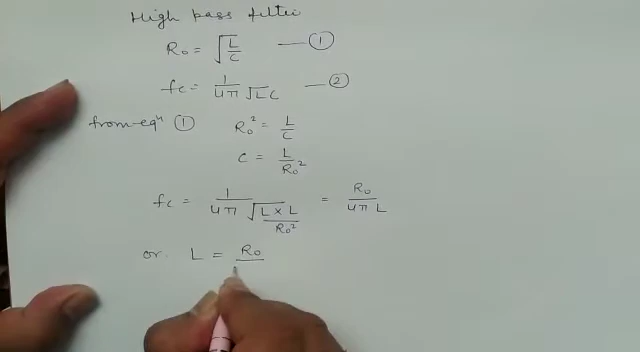 High pass filter
R₀ = √(L/C) —— ①
fc = 1/(4π√LC) —— ②
from eqⁿ ① R₀² = L/C
C = L/R₀²
fc = 1/(4π√(L×L/R₀²)) = R₀/(4πL)
or. L = R₀/